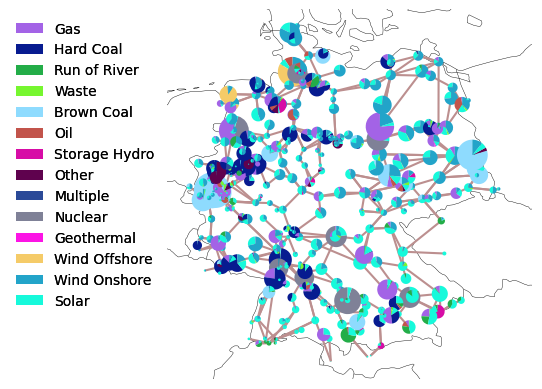 Gas
Hard Coal
Run of River
Waste
Brown Coal
Oil
Storage Hydro
Other
Multiple
Nuclear
Geothermal
Wind Offshore
Wind Onshore
Solar